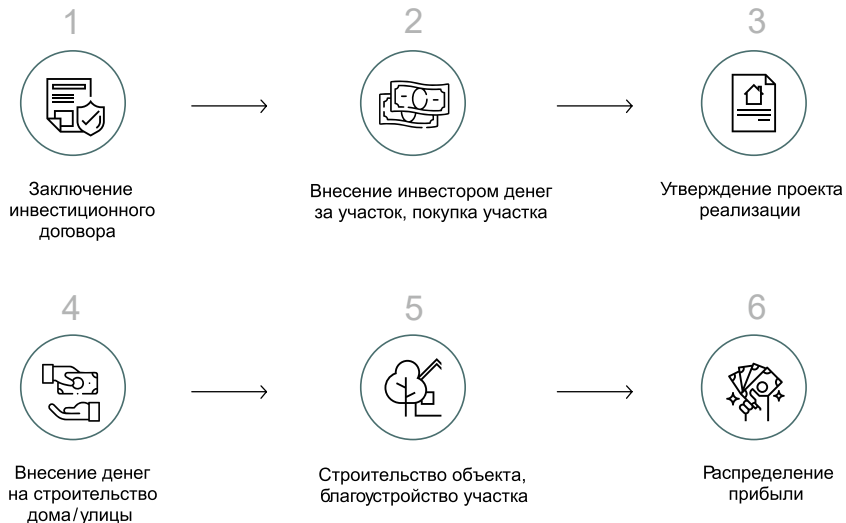 1
2
3
Заключение
инвестиционного
договора
Внесение инвестором денег
за участок, покупка участка
Утверждение проекта
реализации
4
5
6
Внесение денег
на строительство
дома/улицы
Строительство объекта,
благоустройство участка
Распределение
прибыли